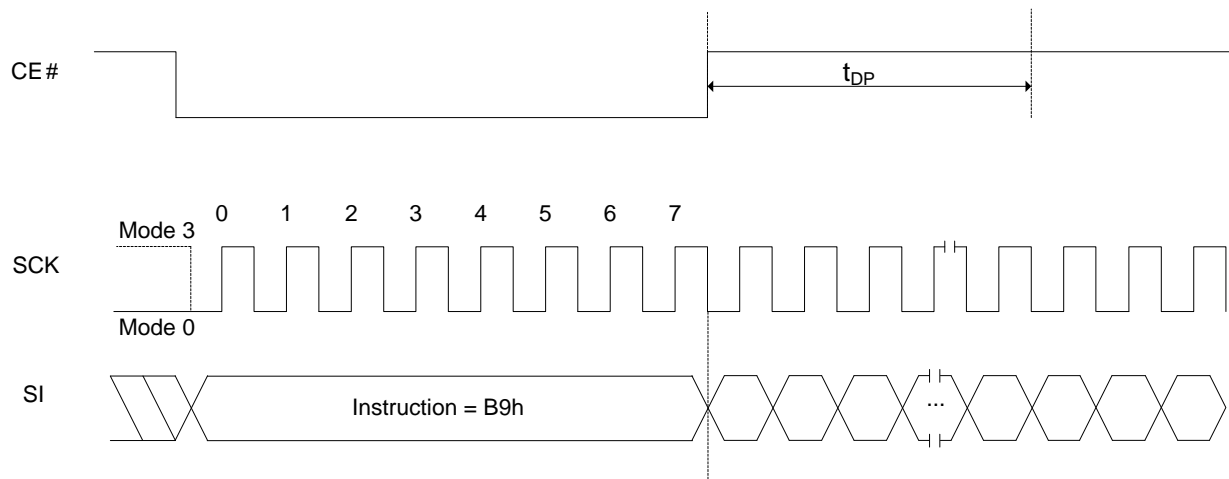 CE#
tDP
0 1 2 3 4 5 6 7
Mode 3
SCK
Mode 0
SI
Instruction = B9h
...